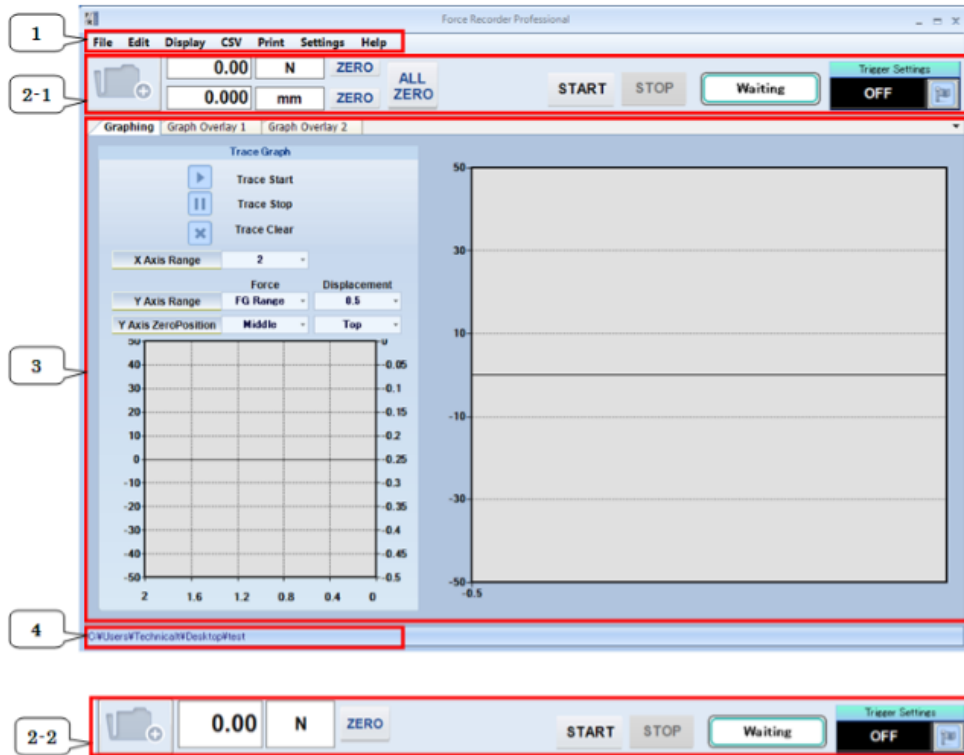 Force Recorder Professional
1
File Edit Display CSV Print Settings Help
2-1
0.00 N ZERO
0.000 mm ZERO
ALL ZERO
START STOP Waiting
Trigger Settings
OFF
Graphing Graph Overlay 1 Graph Overlay 2
Trace Graph
Trace Start
Trace Stop
Trace Clear
X Axis Range 2
Force Displacement
Y Axis Range FG Range 0.5
Y Axis ZeroPosition Middle Top
3
50 0
40 -0.05
30 -0.1
20 -0.15
10 -0.2
0 -0.25
-10 -0.3
-20 -0.35
-30 -0.4
-40 -0.45
-50 -0.5
2 1.6 1.2 0.8 0.4 0
50
30
10
-10
-30
-50
-0.5
4
C:¥Users¥Technicalt¥Desktop¥test
2-2
0.00 N ZERO
START STOP Waiting
Trigger Settings
OFF